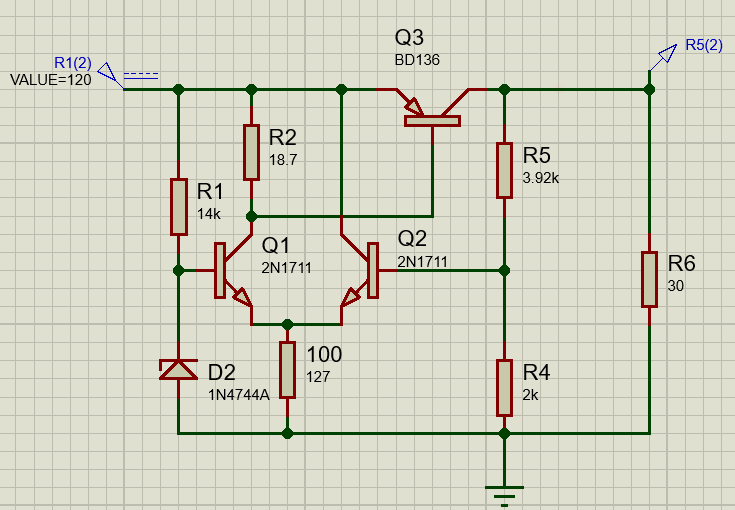 Q3
BD136
R1(2)
VALUE=120
R5(2)
R2
18.7
R5
3.92k
R1
14k
Q1
2N1711
Q2
2N1711
R6
30
100
127
D2
1N4744A
R4
2k